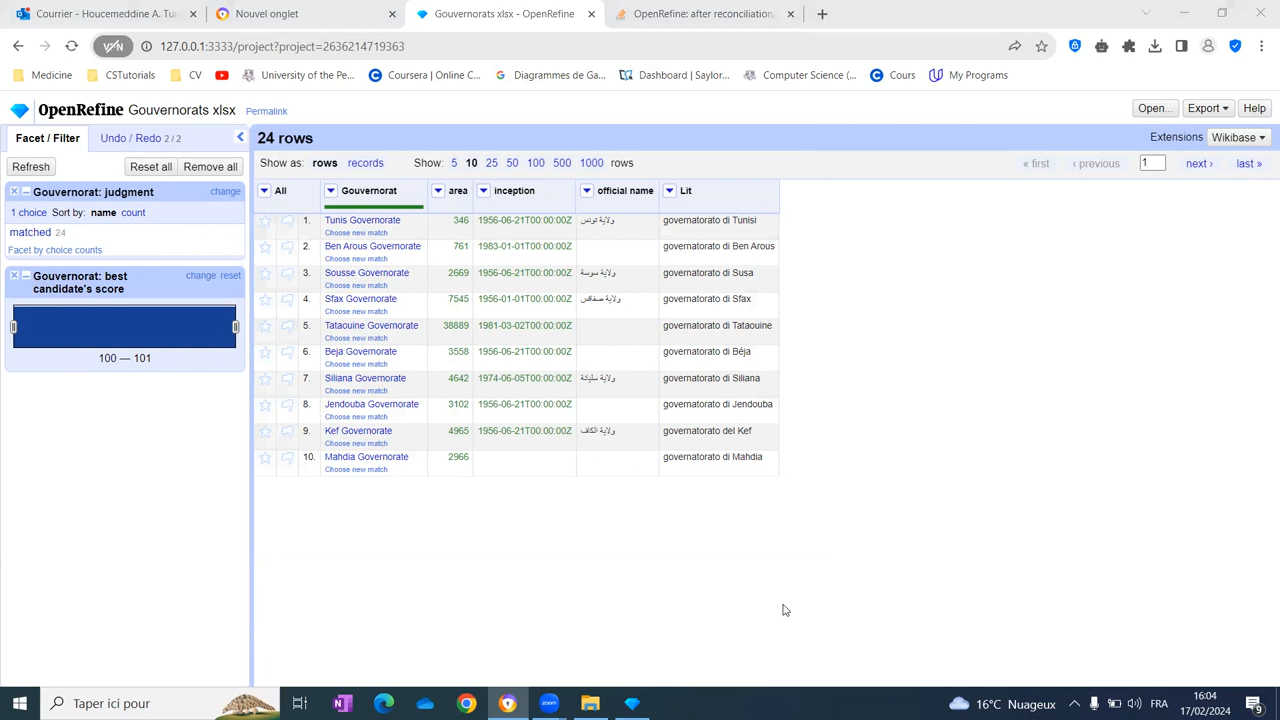 Courrier - Houcemeddine A. Tur
Nouvel onglet
Gouvernorats xlsx - OpenRefine
OpenRefine: after reconciliation,
127.0.0.1:3333/project?project=2636214719363
Medicine
CSTutorials
CV
University of the Pe...
Coursera | Online C...
Diagrammes de Ga...
Dashboard | Saylor...
Computer Science (...
Cours
My Programs
OpenRefine Gouvernorats xlsx Permalink
Open... Export Help
Facet / Filter Undo / Redo 2 / 2
24 rows
Extensions Wikibase
Refresh Reset all Remove all
Show as: rows records Show: 5 10 25 50 100 500 1000 rows
« first ‹ previous 1 next › last »
Gouvernorat: judgment change
1 choice Sort by: name count
matched 24
Facet by choice counts
Gouvernorat: best candidate's score change reset
100 — 101
All Gouvernorat area inception official name Lit
1. Tunis Governorate 346 1956-06-21T00:00:00Z ولاية تونس governatorato di Tunisi
Choose new match
2. Ben Arous Governorate 761 1983-01-01T00:00:00Z governatorato di Ben Arous
Choose new match
3. Sousse Governorate 2669 1956-06-21T00:00:00Z ولاية سوسة governatorato di Susa
Choose new match
4. Sfax Governorate 7545 1956-01-01T00:00:00Z ولاية صفاقس governatorato di Sfax
Choose new match
5. Tataouine Governorate 38889 1981-03-02T00:00:00Z governatorato di Tataouine
Choose new match
6. Beja Governorate 3558 1956-06-21T00:00:00Z governatorato di Béja
Choose new match
7. Siliana Governorate 4642 1974-06-05T00:00:00Z ولاية سليانة governatorato di Siliana
Choose new match
8. Jendouba Governorate 3102 1956-06-21T00:00:00Z governatorato di Jendouba
Choose new match
9. Kef Governorate 4965 1956-06-21T00:00:00Z ولاية الكاف governatorato del Kef
Choose new match
10. Mahdia Governorate 2966 governatorato di Mahdia
Choose new match
Taper ici pour
16°C Nuageux
FRA
16:04
17/02/2024